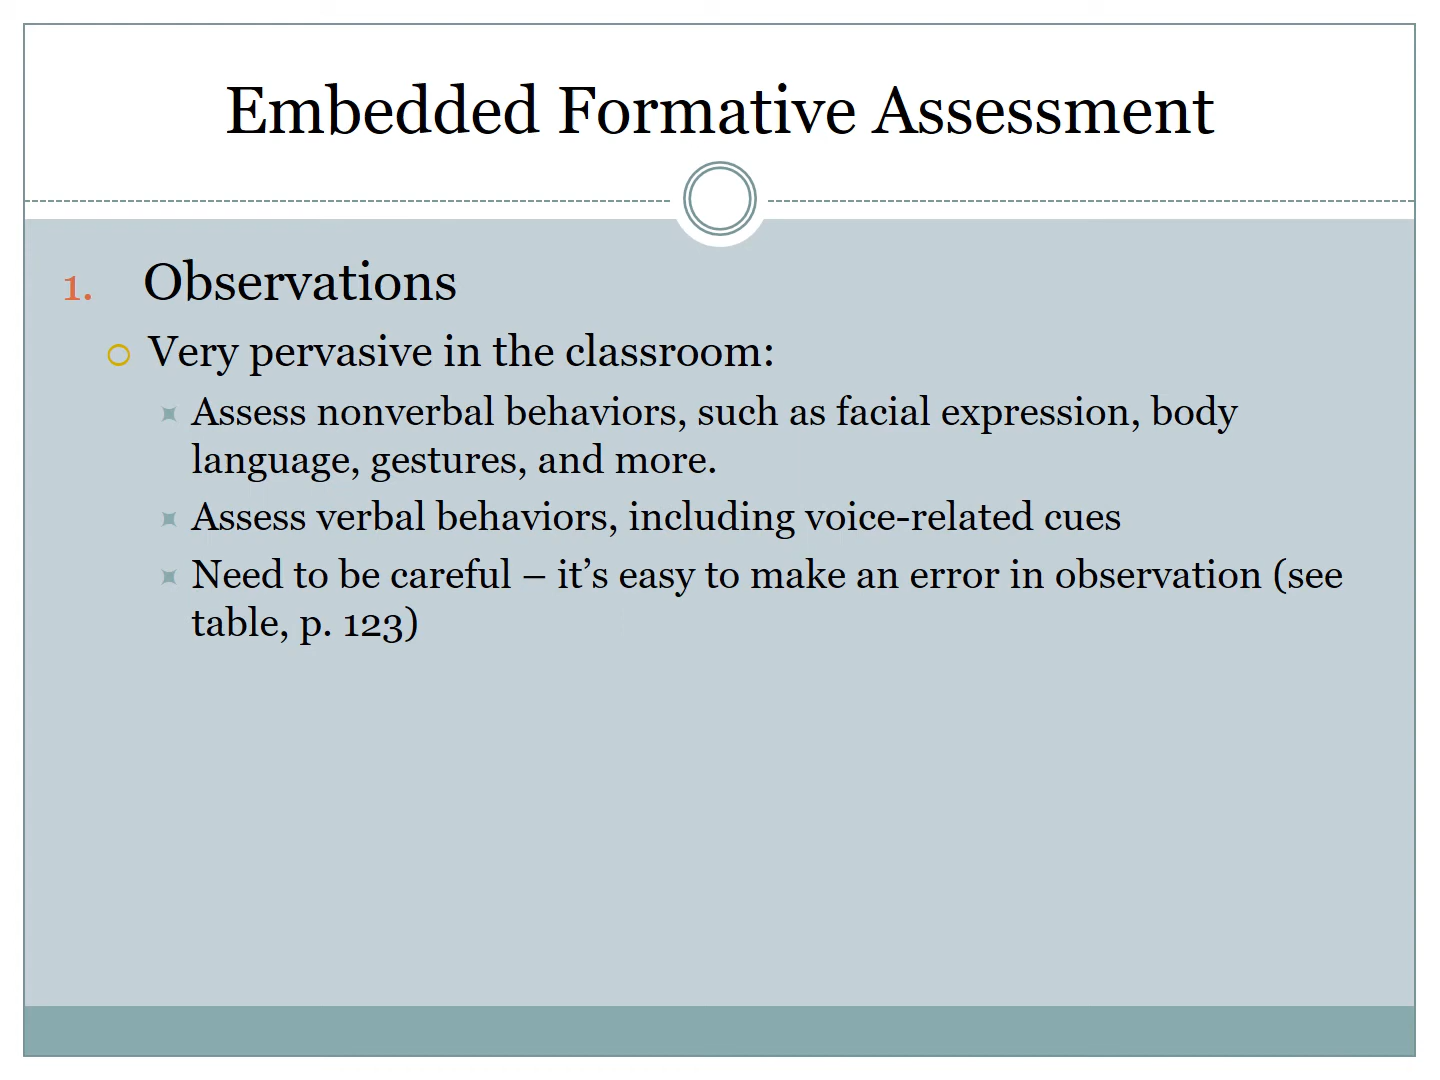 Embedded Formative Assessment
1. Observations
Very pervasive in the classroom:
Assess nonverbal behaviors, such as facial expression, body
language, gestures, and more.
Assess verbal behaviors, including voice-related cues
Need to be careful – it’s easy to make an error in observation (see
table, p. 123)